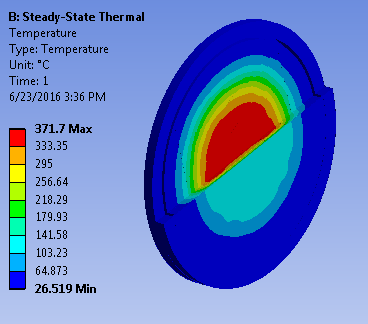 B: Steady-State Thermal
Temperature
Type: Temperature
Unit: °C
Time: 1
6/23/2016 3:36 PM
371.7 Max
333.35
295
256.64
218.29
179.93
141.58
103.23
64.873
26.519 Min